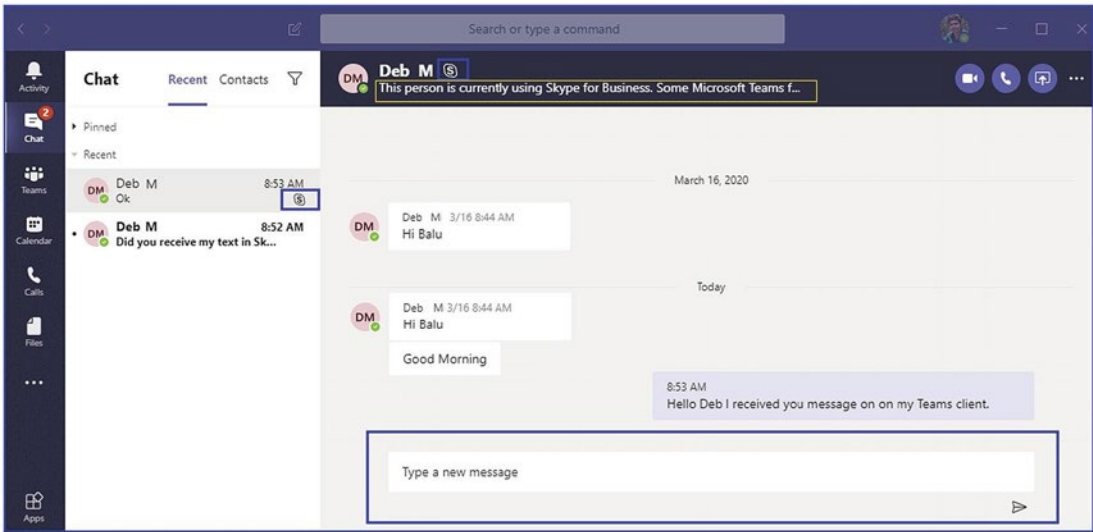 Search or type a command
Activity
2
Chat
Teams
Calendar
Calls
Files
Apps
Chat
Recent
Contacts
Pinned
Recent
DM
Deb M
8:53 AM
Ok
DM
Deb M
8:52 AM
Did you receive my text in Sk...
DM
Deb M
This person is currently using Skype for Business. Some Microsoft Teams f...
March 16, 2020
DM
Deb M 3/16 8:44 AM
Hi Balu
Today
DM
Deb M 3/16 8:44 AM
Hi Balu
Good Morning
8:53 AM
Hello Deb I received you message on on my Teams client.
Type a new message